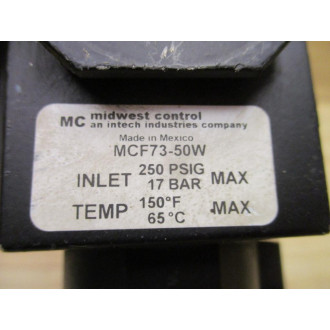 MC midwest control
an intech industries company
Made in Mexico
MCF73-50W
INLET 250 PSIG 17 BAR MAX
TEMP 150°F 65°C MAX